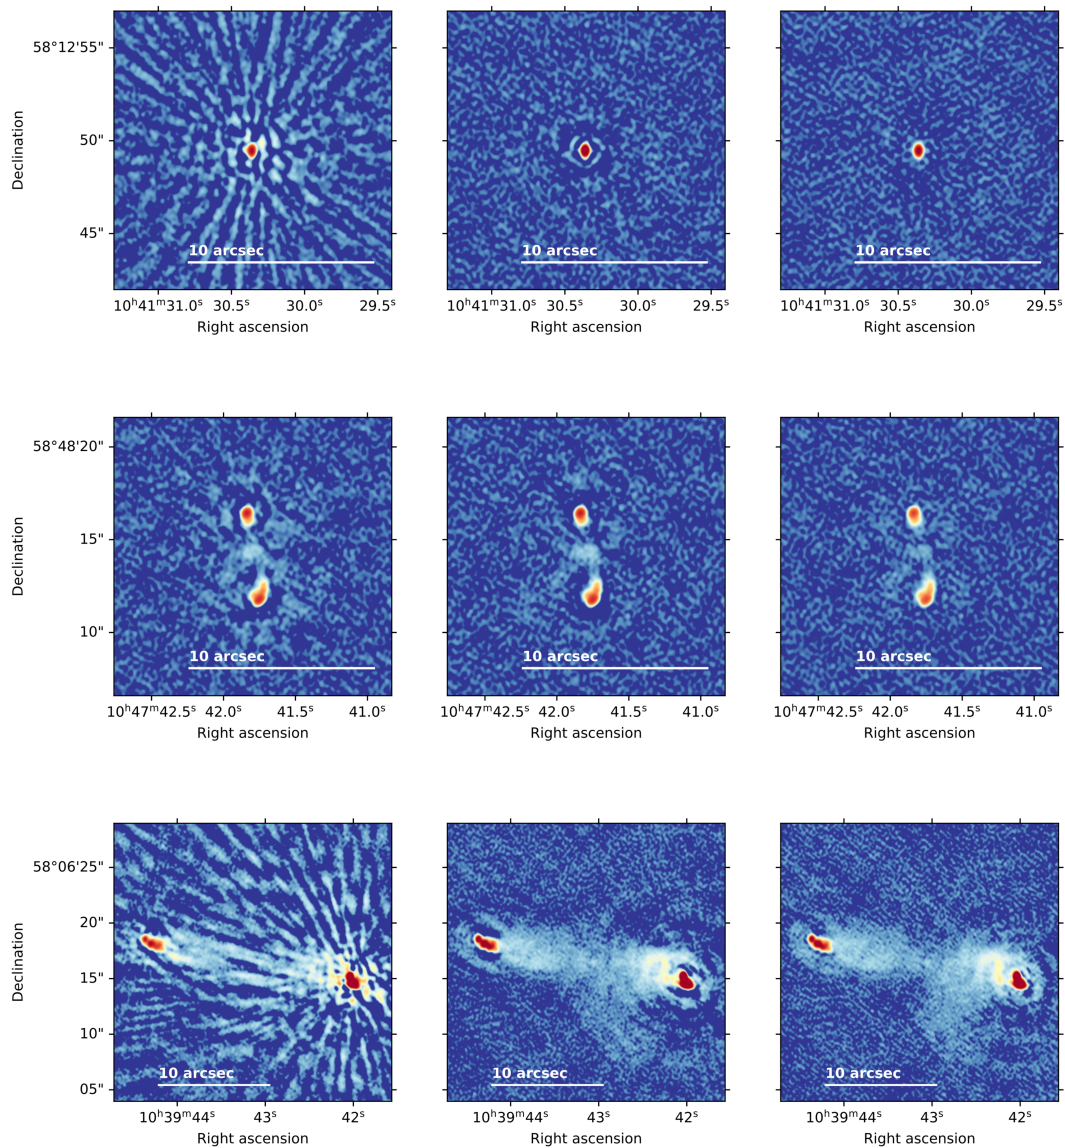 58°12'55"
50"
45"
Declination
10 arcsec
10 arcsec
10 arcsec
10ʰ41ᵐ31.0ˢ 30.5ˢ 30.0ˢ 29.5ˢ
10ʰ41ᵐ31.0ˢ 30.5ˢ 30.0ˢ 29.5ˢ
10ʰ41ᵐ31.0ˢ 30.5ˢ 30.0ˢ 29.5ˢ
Right ascension
Right ascension
Right ascension
58°48'20"
15"
10"
Declination
10 arcsec
10 arcsec
10 arcsec
10ʰ47ᵐ42.5ˢ 42.0ˢ 41.5ˢ 41.0ˢ
10ʰ47ᵐ42.5ˢ 42.0ˢ 41.5ˢ 41.0ˢ
10ʰ47ᵐ42.5ˢ 42.0ˢ 41.5ˢ 41.0ˢ
Right ascension
Right ascension
Right ascension
58°06'25"
20"
15"
10"
05"
Declination
10 arcsec
10 arcsec
10 arcsec
10ʰ39ᵐ44ˢ 43ˢ 42ˢ
10ʰ39ᵐ44ˢ 43ˢ 42ˢ
10ʰ39ᵐ44ˢ 43ˢ 42ˢ
Right ascension
Right ascension
Right ascension